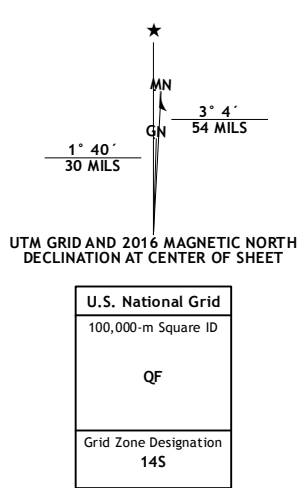 ★
MN
3° 4´
54 MILS
GN
1° 40´
30 MILS
UTM GRID AND 2016 MAGNETIC NORTH
DECLINATION AT CENTER OF SHEET
U.S. National Grid
100,000-m Square ID
QF
Grid Zone Designation
14S